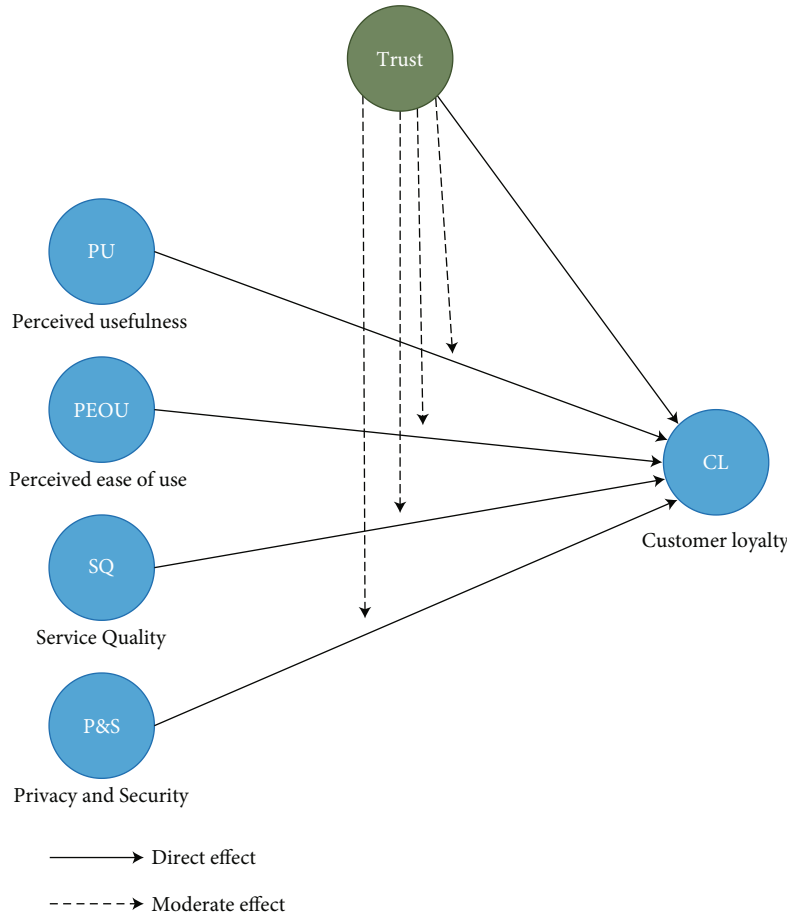 Trust
PU
Perceived usefulness
PEOU
Perceived ease of use
SQ
Service Quality
P&S
Privacy and Security
CL
Customer loyalty
Direct effect
Moderate effect